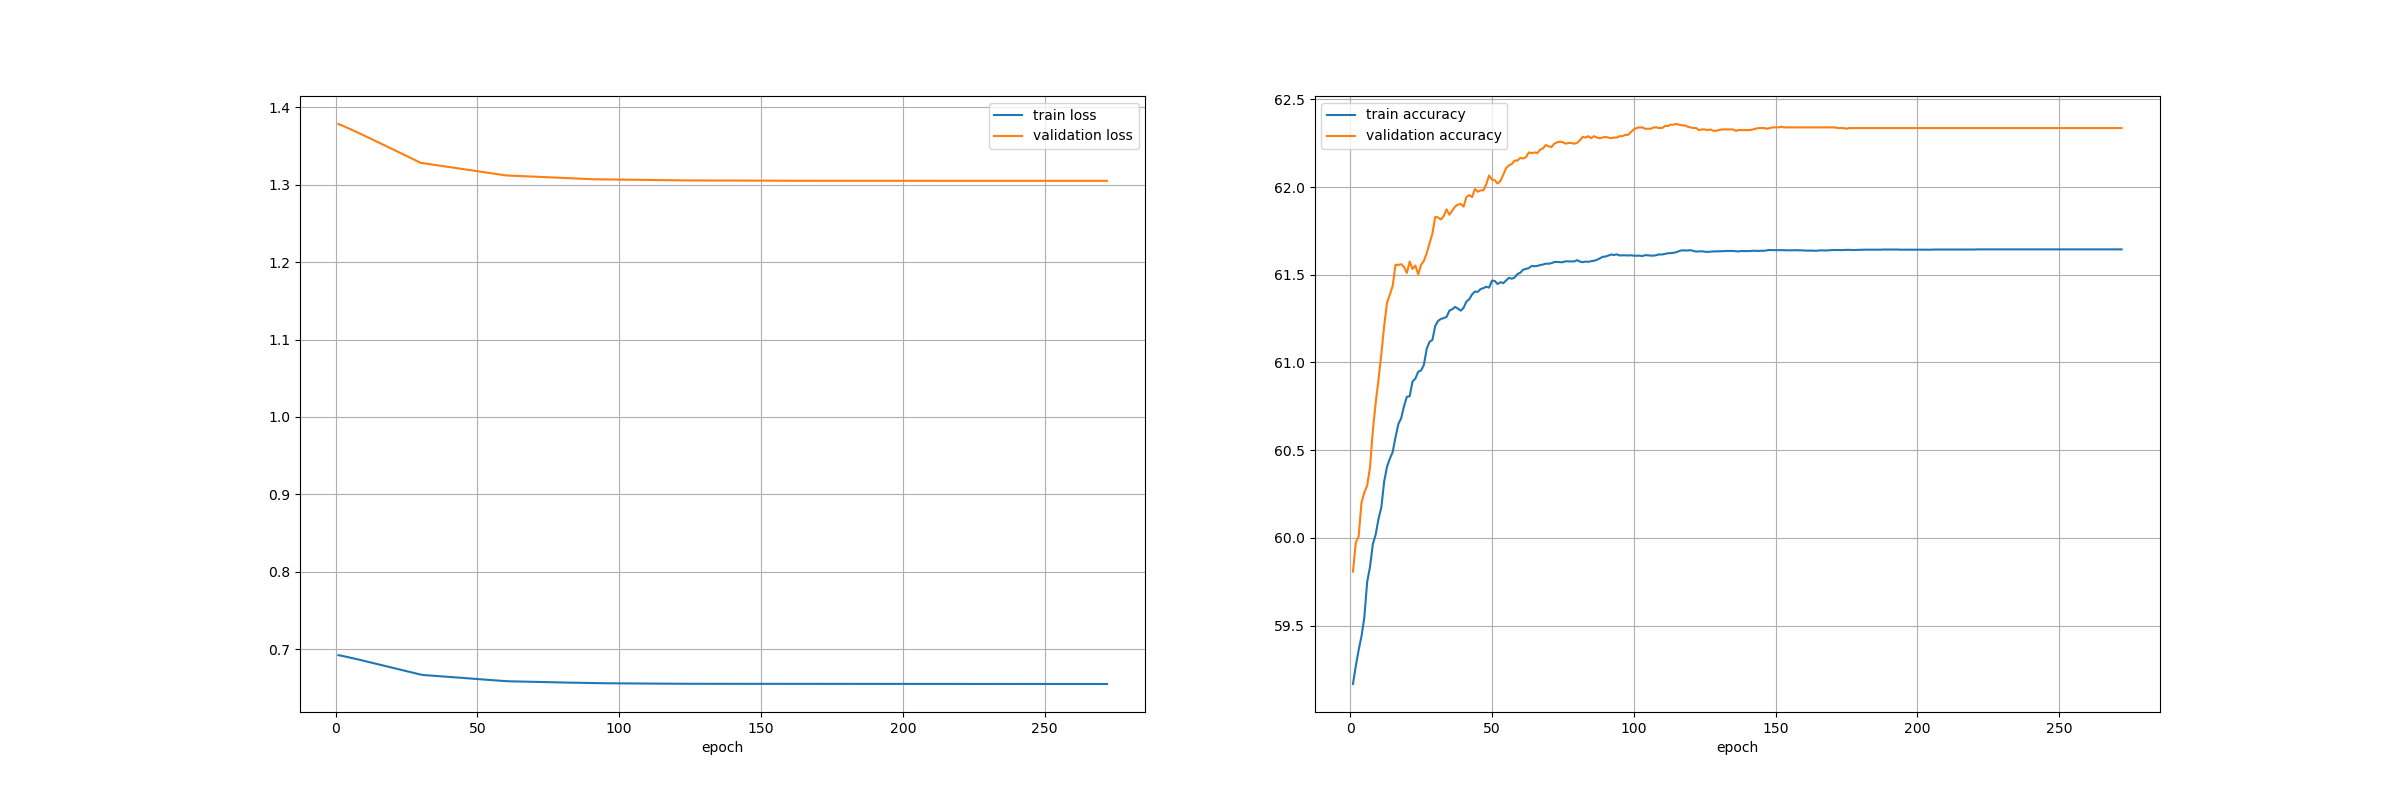 1.4
1.3
1.2
1.1
1.0
0.9
0.8
0.7
train loss
validation loss
0 50 100 150 200 250
epoch
62.5
62.0
61.5
61.0
60.5
60.0
59.5
train accuracy
validation accuracy
0 50 100 150 200 250
epoch